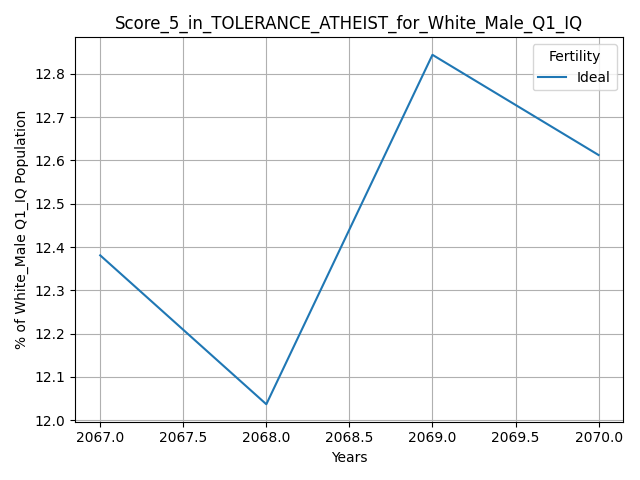 Score_5_in_TOLERANCE_ATHEIST_for_White_Male_Q1_IQ
Fertility
Ideal
% of White_Male Q1_IQ Population
12.8
12.7
12.6
12.5
12.4
12.3
12.2
12.1
12.0
2067.0 2067.5 2068.0 2068.5 2069.0 2069.5 2070.0
Years